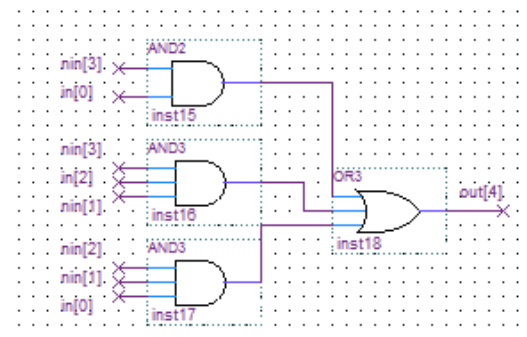 AND2
nin[3]
in[0]
inst15
AND3
nin[3]
in[2]
nin[1]
inst16
OR3
out[4]
inst18
AND3
nin[2]
nin[1]
in[0]
inst17